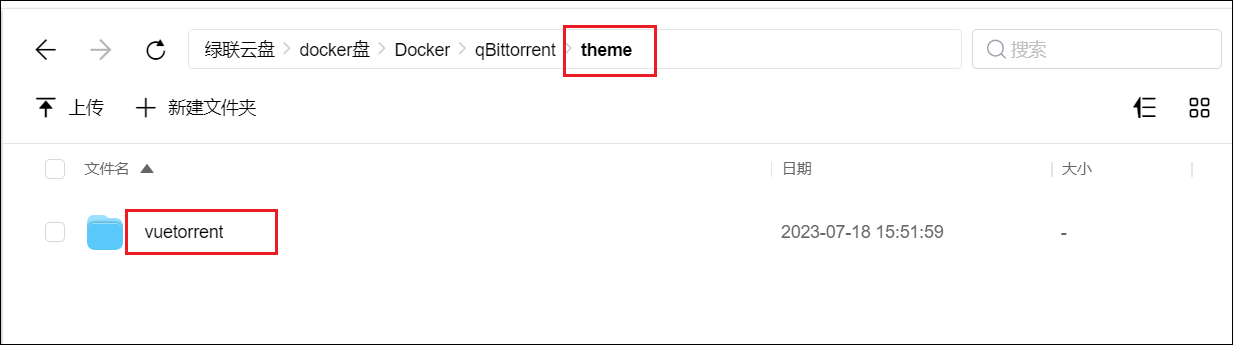 绿联云盘 docker盘 Docker qBittorrent theme 搜索
上传 新建文件夹
文件名 日期 大小
vuetorrent 2023-07-18 15:51:59 -